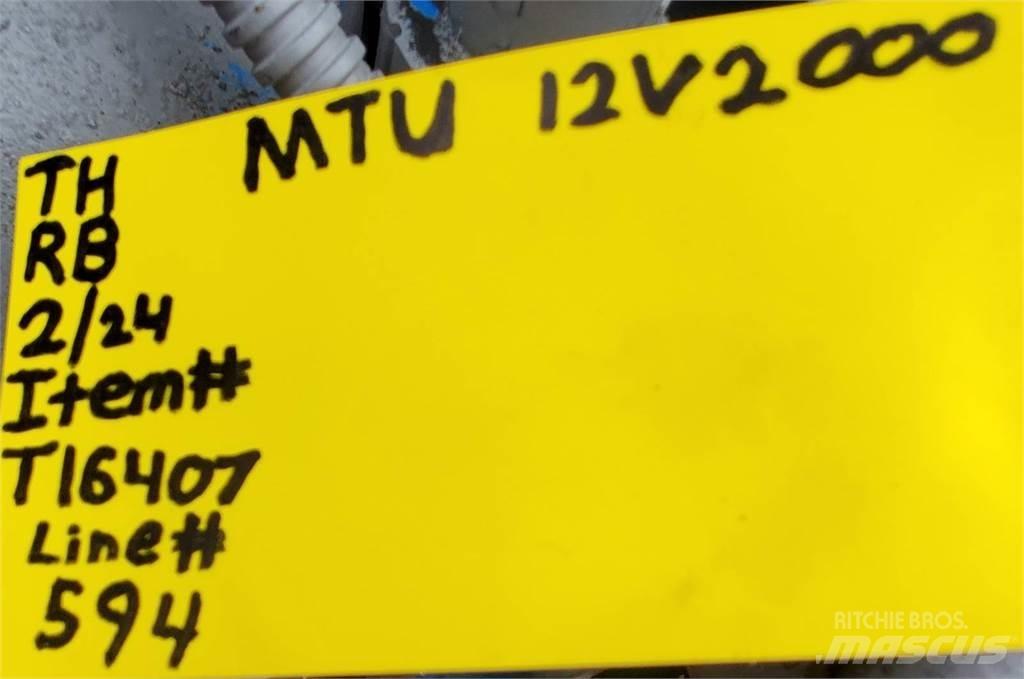 MTU 12V2000
TH
RB
2/24
Item#
T16407
Line#
594
RITCHIE BROS.
MASCUS